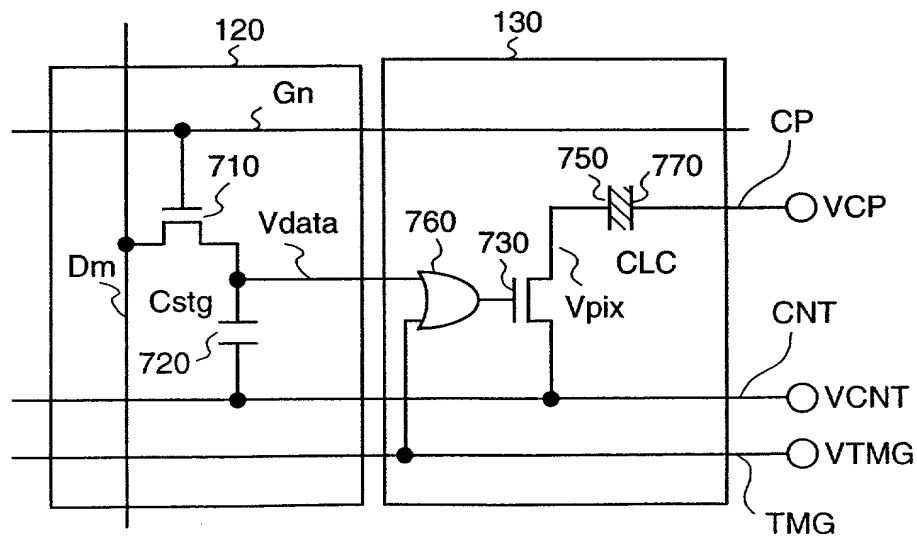 120
130
Gn
CP
710
750
770
VCP
Vdata
760
730
CLC
Dm
Cstg
Vpix
CNT
720
VCNT
VTMG
TMG